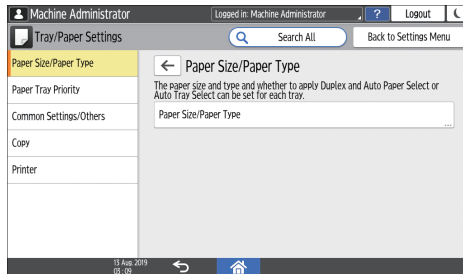 Machine Administrator
Logged in: Machine Administrator
?
Logout
Tray/Paper Settings
Search All
Back to Settings Menu
Paper Size/Paper Type
Paper Tray Priority
Common Settings/Others
Copy
Printer
Paper Size/Paper Type
The paper size and type and whether to apply Duplex and Auto Paper Select or
Auto Tray Select can be set for each tray.
Paper Size/Paper Type
...
13 Aug. 2019
03 : 09